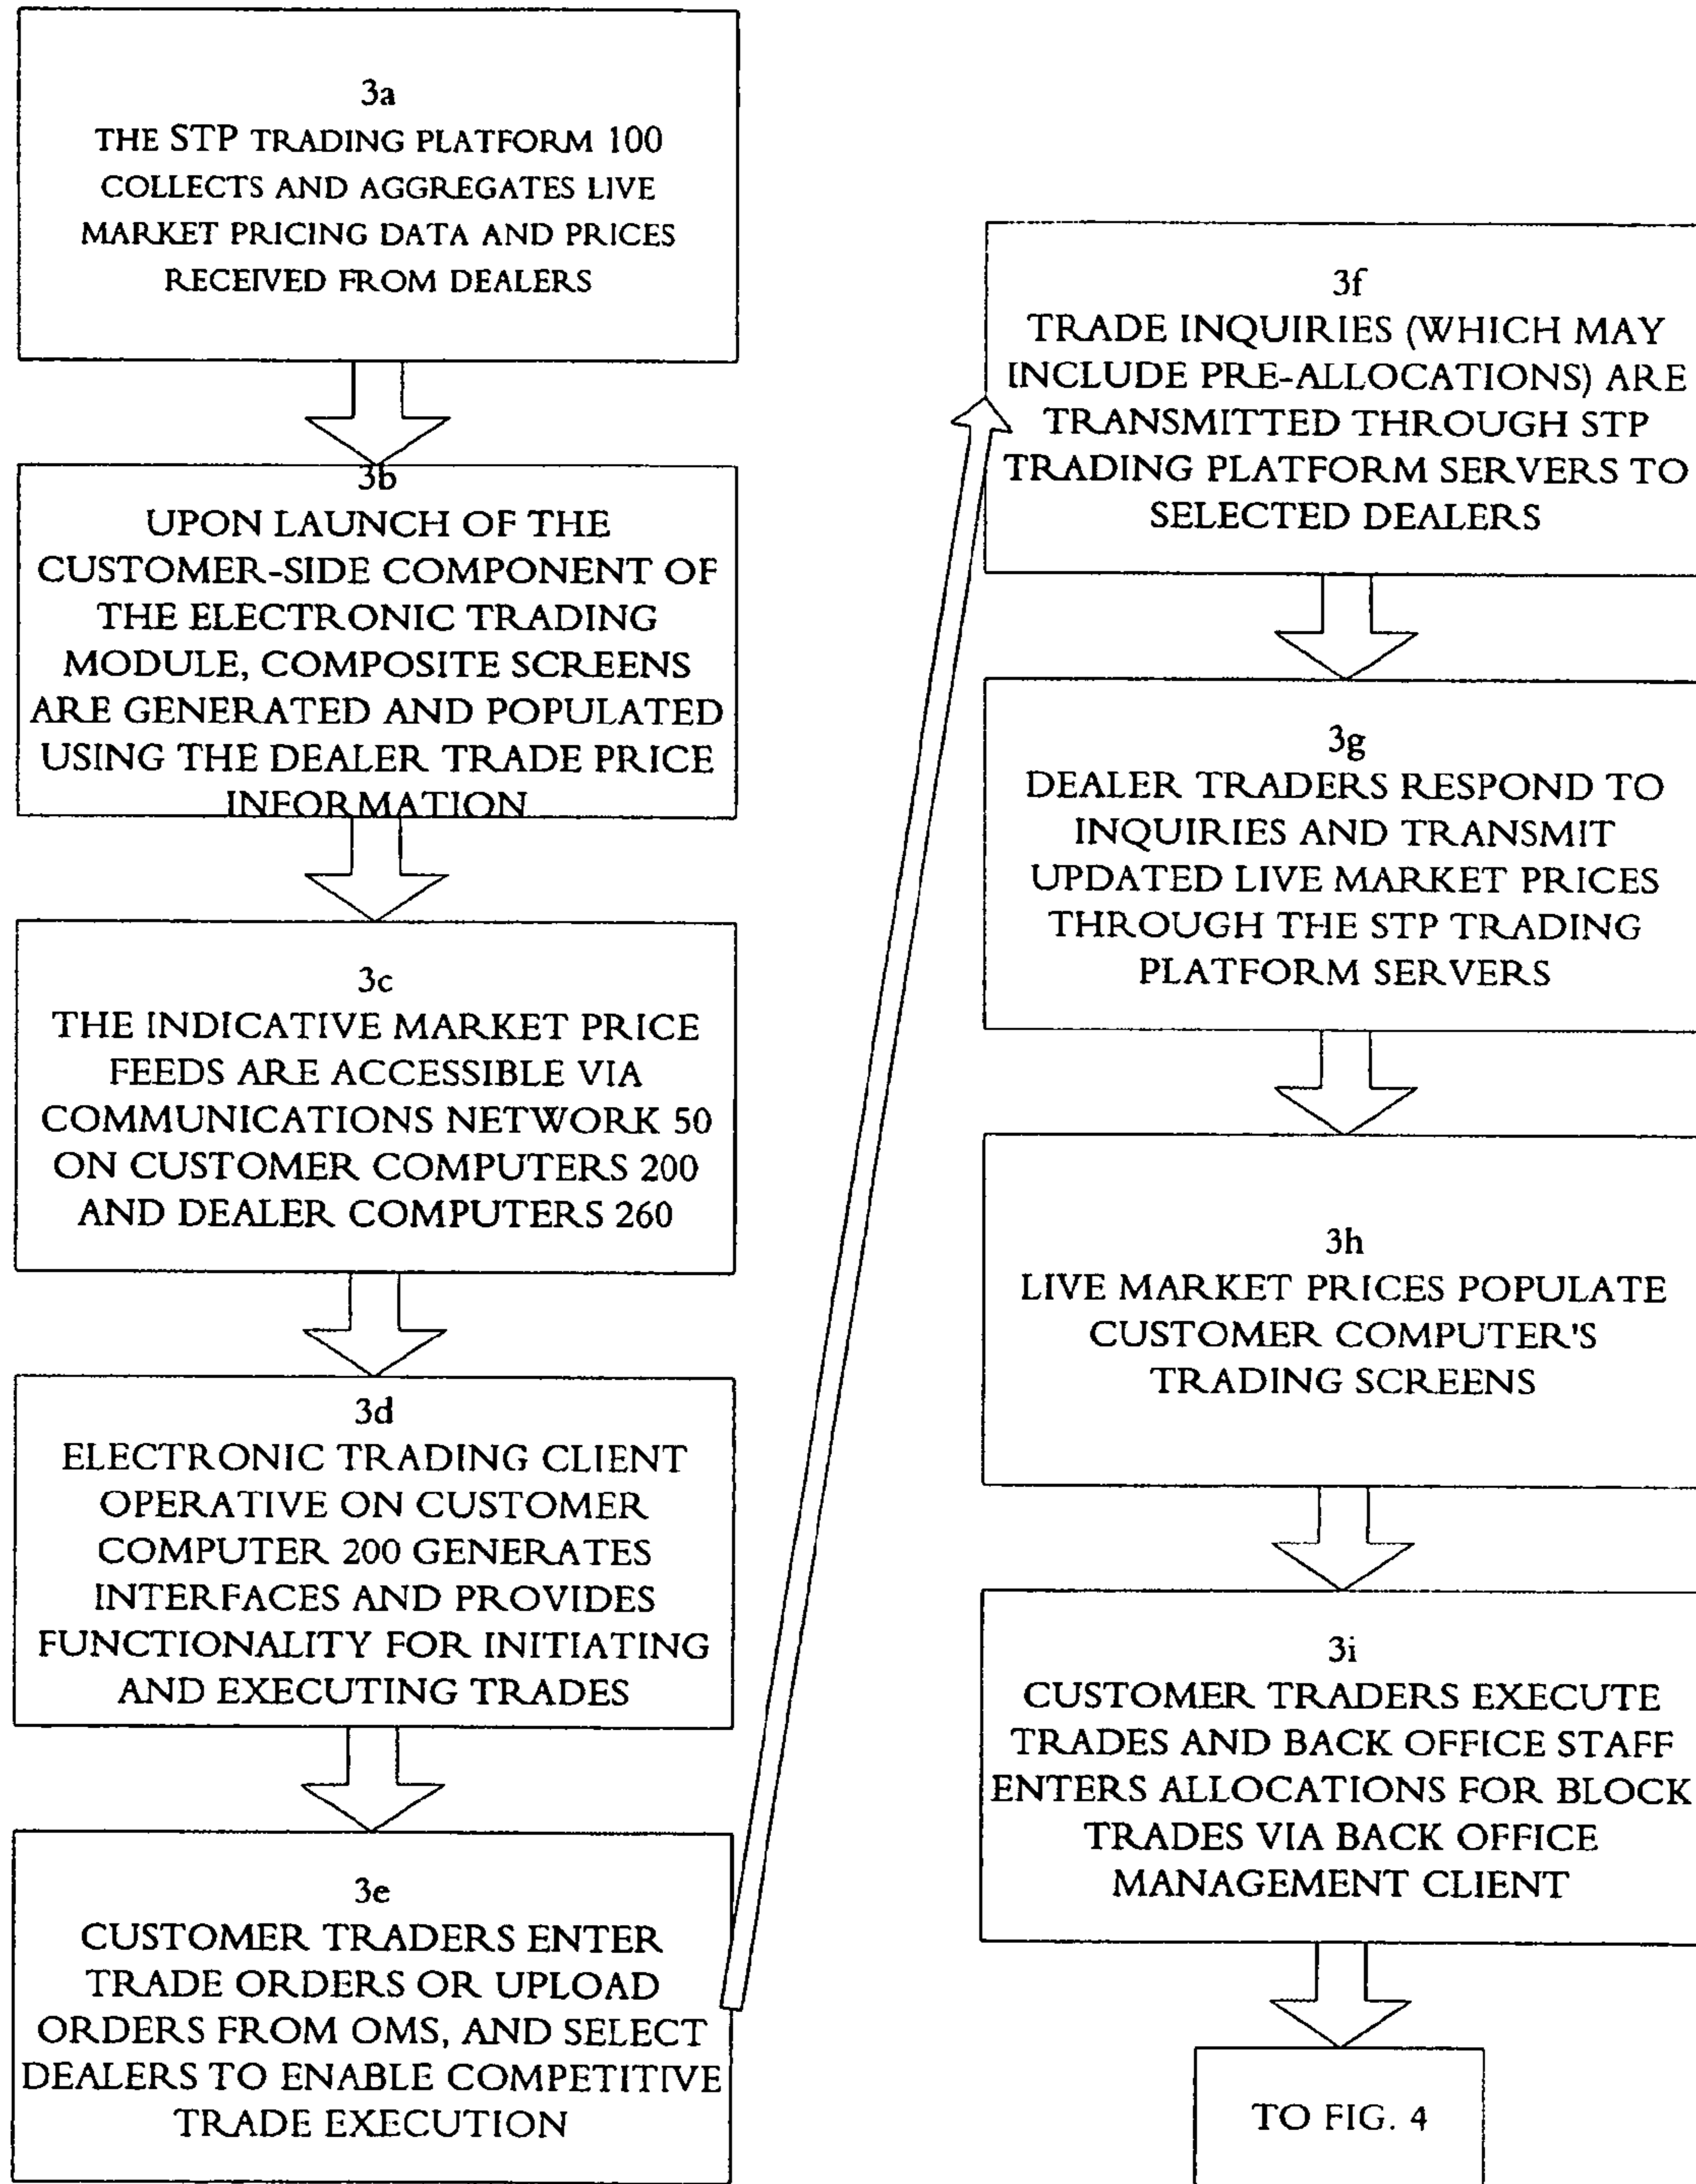 3a
THE STP TRADING PLATFORM 100
COLLECTS AND AGGREGATES LIVE
MARKET PRICING DATA AND PRICES
RECEIVED FROM DEALERS
3b
UPON LAUNCH OF THE
CUSTOMER-SIDE COMPONENT OF
THE ELECTRONIC TRADING
MODULE, COMPOSITE SCREENS
ARE GENERATED AND POPULATED
USING THE DEALER TRADE PRICE
INFORMATION
3c
THE INDICATIVE MARKET PRICE
FEEDS ARE ACCESSIBLE VIA
COMMUNICATIONS NETWORK 50
ON CUSTOMER COMPUTERS 200
AND DEALER COMPUTERS 260
3d
ELECTRONIC TRADING CLIENT
OPERATIVE ON CUSTOMER
COMPUTER 200 GENERATES
INTERFACES AND PROVIDES
FUNCTIONALITY FOR INITIATING
AND EXECUTING TRADES
3e
CUSTOMER TRADERS ENTER
TRADE ORDERS OR UPLOAD
ORDERS FROM OMS, AND SELECT
DEALERS TO ENABLE COMPETITIVE
TRADE EXECUTION
3f
TRADE INQUIRIES (WHICH MAY
INCLUDE PRE-ALLOCATIONS) ARE
TRANSMITTED THROUGH STP
TRADING PLATFORM SERVERS TO
SELECTED DEALERS
3g
DEALER TRADERS RESPOND TO
INQUIRIES AND TRANSMIT
UPDATED LIVE MARKET PRICES
THROUGH THE STP TRADING
PLATFORM SERVERS
3h
LIVE MARKET PRICES POPULATE
CUSTOMER COMPUTER'S
TRADING SCREENS
3i
CUSTOMER TRADERS EXECUTE
TRADES AND BACK OFFICE STAFF
ENTERS ALLOCATIONS FOR BLOCK
TRADES VIA BACK OFFICE
MANAGEMENT CLIENT
TO FIG. 4